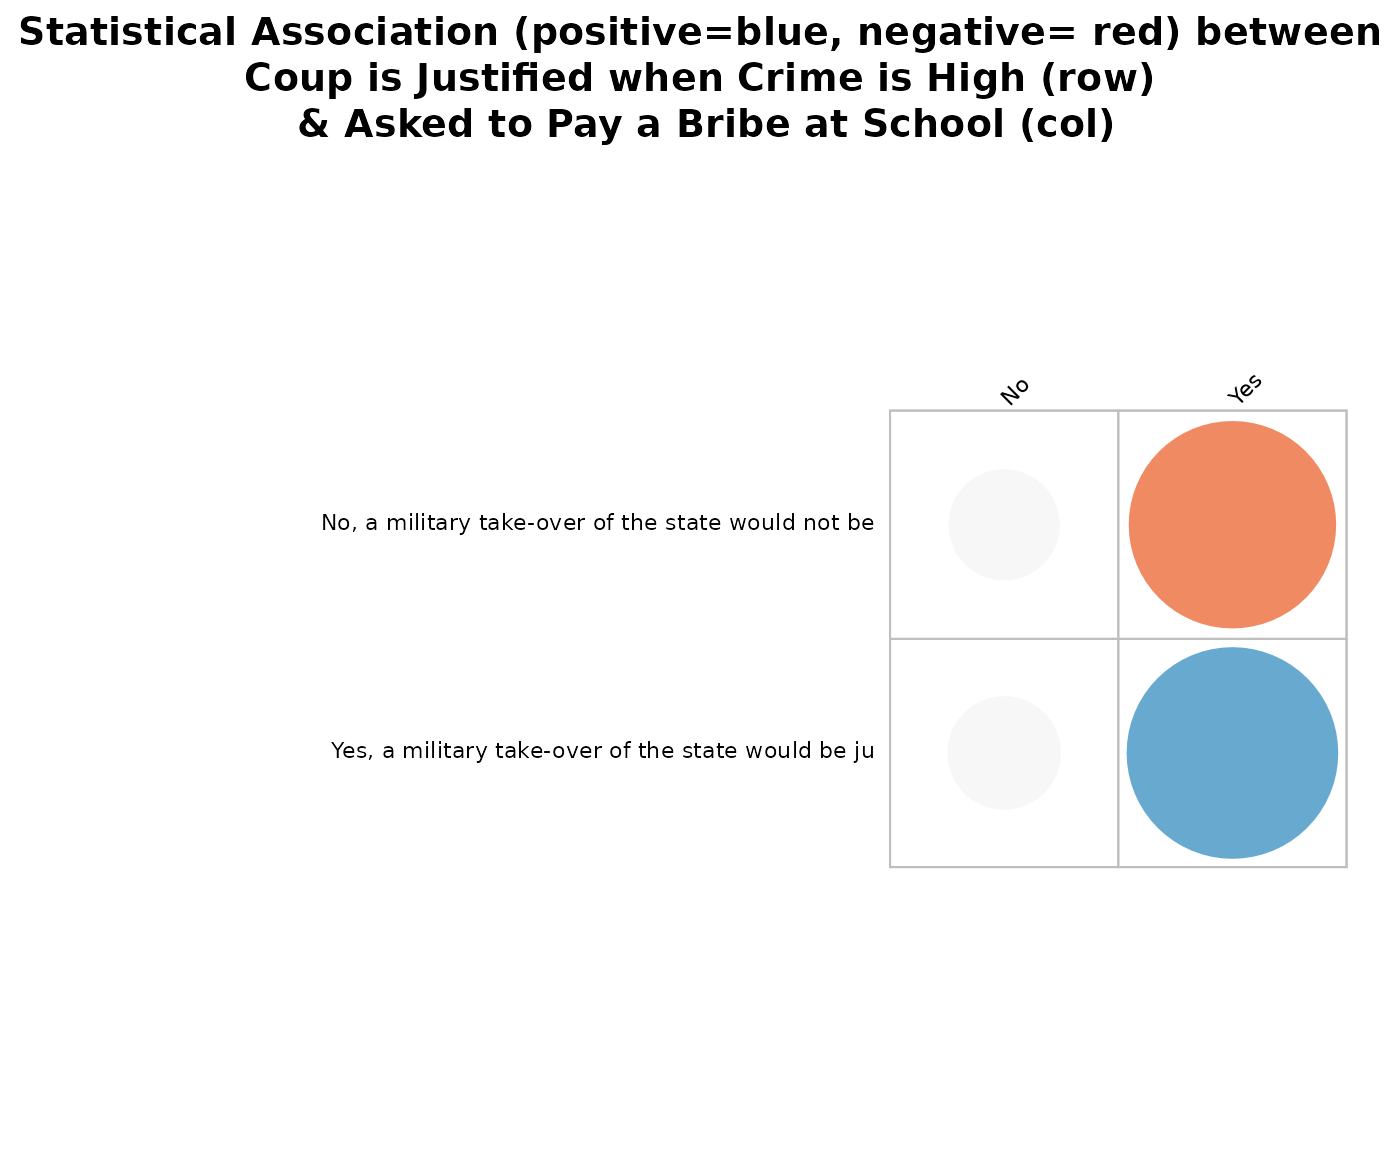 Statistical Association (positive=blue, negative= red) between
Coup is Justified when Crime is High (row)
& Asked to Pay a Bribe at School (col)
No
Yes
No, a military take-over of the state would not be
Yes, a military take-over of the state would be ju